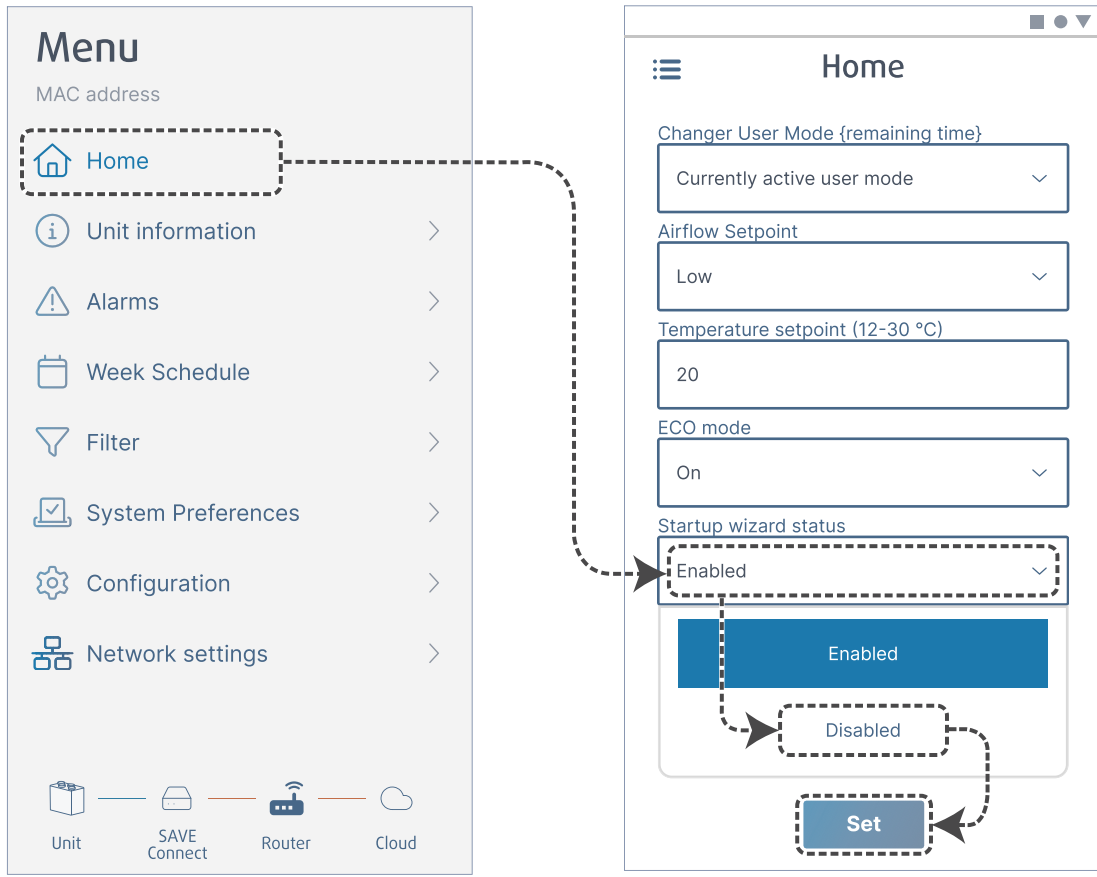 Menu
MAC address
Home
Unit information
Alarms
Week Schedule
Filter
System Preferences
Configuration
Network settings
Unit
SAVE
Connect
Router
Cloud
Home
Changer User Mode {remaining time}
Currently active user mode
Airflow Setpoint
Low
Temperature setpoint (12-30 °C)
20
ECO mode
On
Startup wizard status
Enabled
Enabled
Disabled
Set